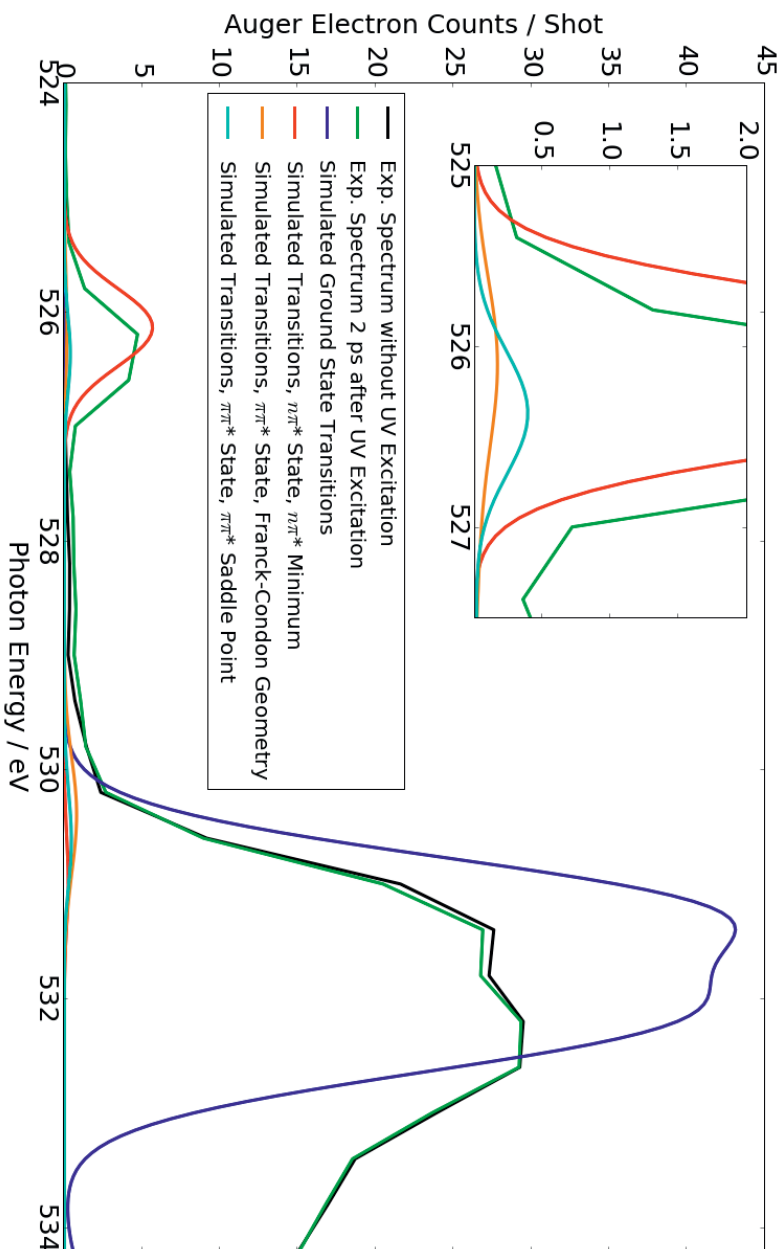 Auger Electron Counts / Shot
45
40
35
30
25
20
15
10
5
0
2.0
1.5
1.0
0.5
525
526
527
Exp. Spectrum without UV Excitation
Exp. Spectrum 2 ps after UV Excitation
Simulated Ground State Transitions
Simulated Transitions, nπ* State, nπ* Minimum
Simulated Transitions, ππ* State, Franck-Condon Geometry
Simulated Transitions, ππ* State, ππ* Saddle Point
524
526
528
530
532
534
Photon Energy / eV